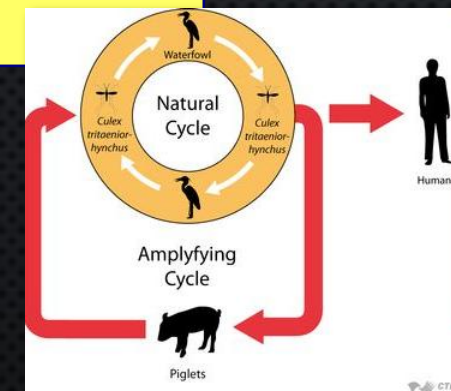 Waterfowl
Natural
Cycle
Culex
tritaenior-
hynchus
Culex
tritaenior-
hynchus
Human
Amplyfying
Cycle
Piglets